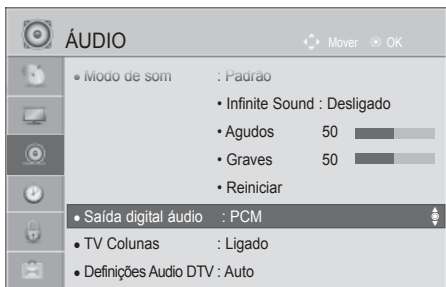 ÁUDIO
Mover
OK
• Modo de som : Padrão
• Infinite Sound : Desligado
• Agudos 50
• Graves 50
• Reiniciar
• Saída digital áudio : PCM
• TV Colunas : Ligado
• Definições Audio DTV : Auto